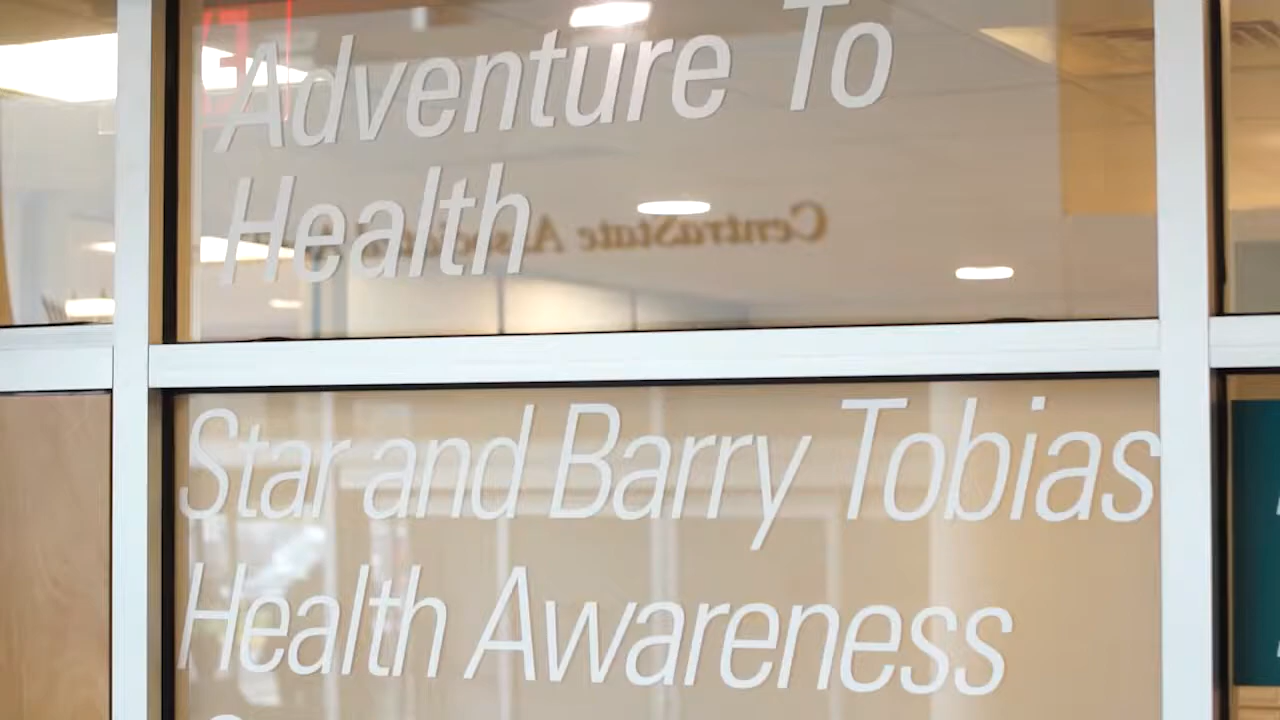 Adventure To
Health
CentraState
Star and Barry Tobias
Health Awareness